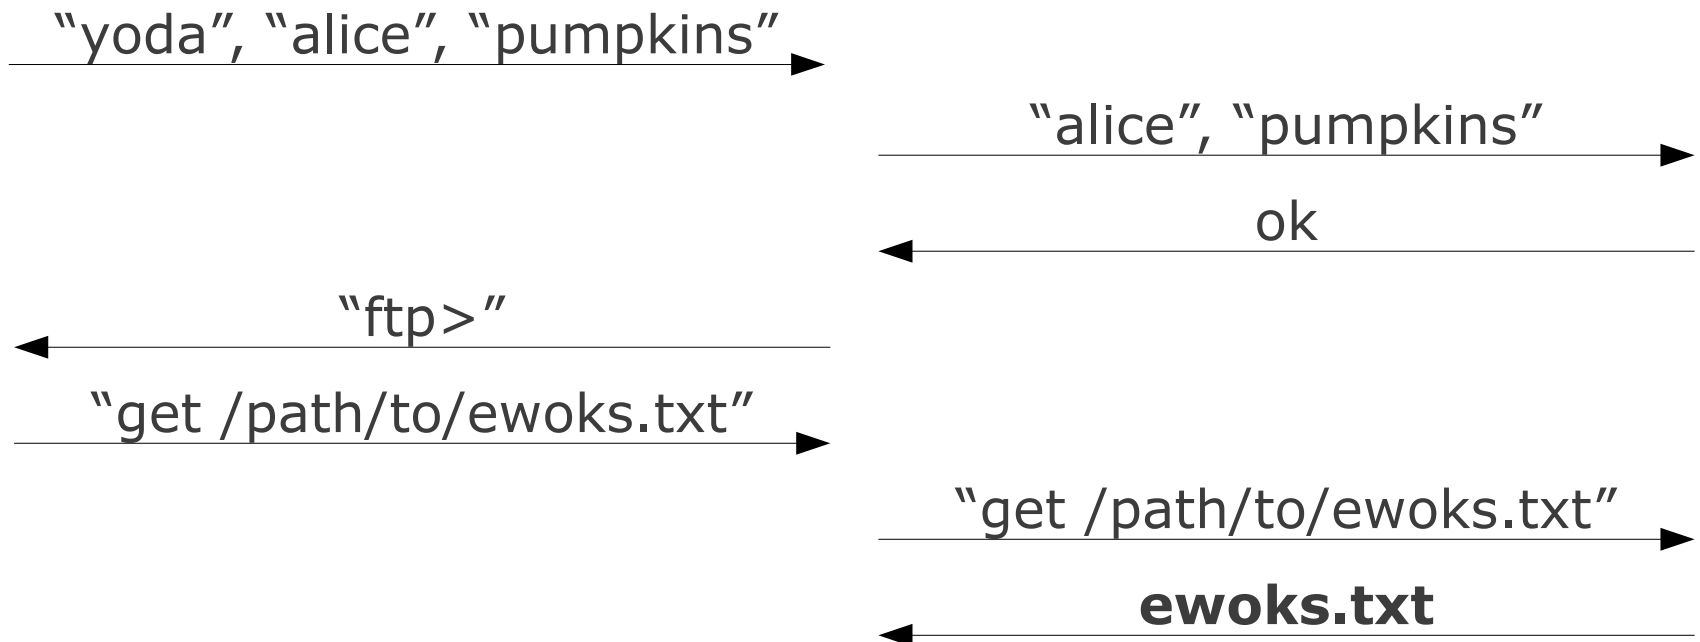 “yoda”, “alice”, “pumpkins”
“alice”, “pumpkins”
ok
“ftp>”
“get /path/to/ewoks.txt”
“get /path/to/ewoks.txt”
ewoks.txt